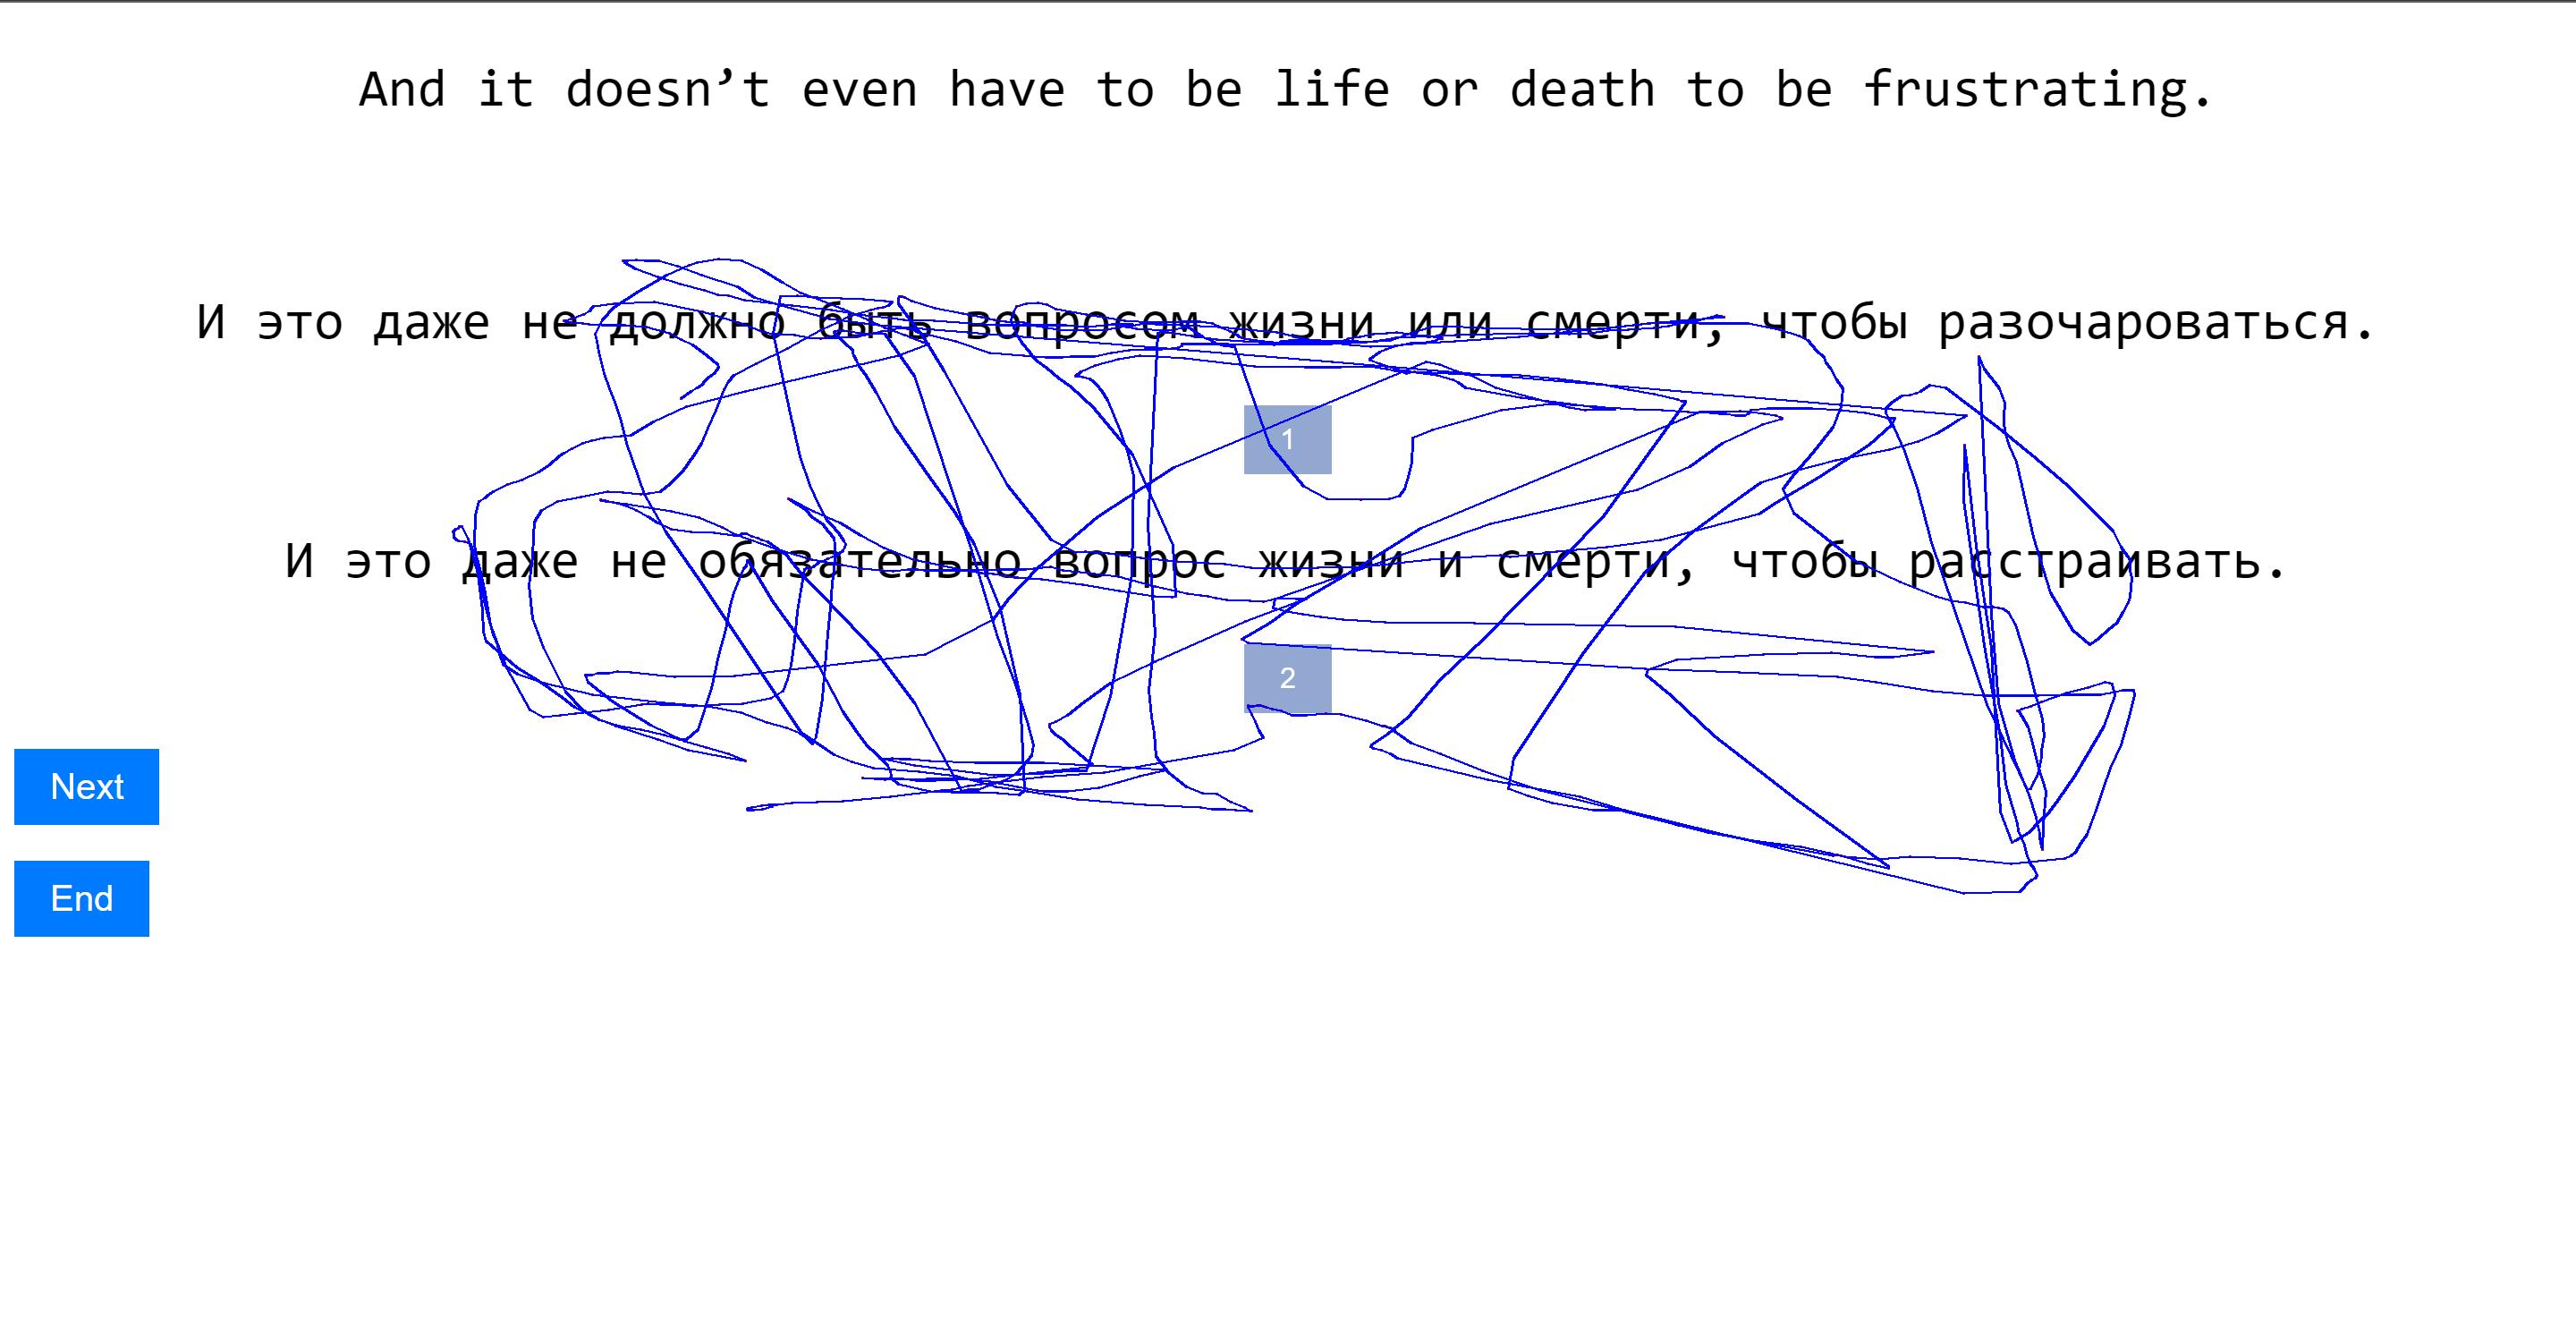 And it doesn’t even have to be life or death to be frustrating.
И это даже не должно быть вопросом жизни или смерти, чтобы разочароваться.
1
И это даже не обязательно вопрос жизни и смерти, чтобы расстраивать.
2
Next
End